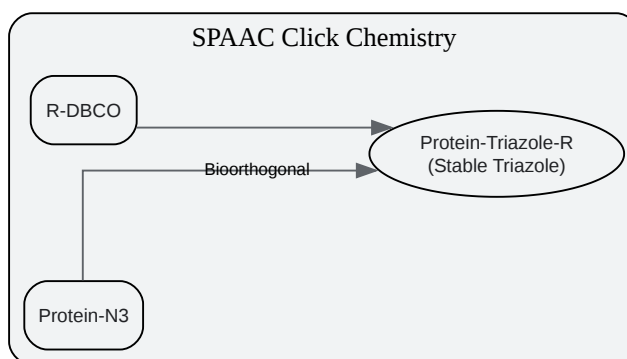 SPAAC Click Chemistry
R-DBCO
Protein-Triazole-R
(Stable Triazole)
Bioorthogonal
Protein-N3